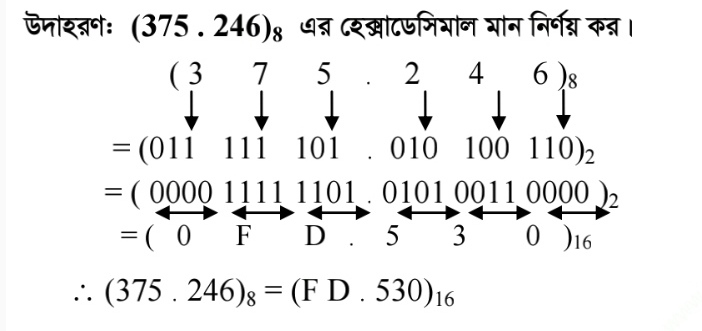 উদাহরণঃ (375 . 246)₈ এর হেক্সাডেসিমাল মান নির্ণয় কর।
( 3 7 5 . 2 4 6 )₈
= (011 111 101 . 010 100 110)₂
= ( 0000 1111 1101 . 0101 0011 0000 )₂
= ( 0 F D . 5 3 0 )₁₆
∴ (375 . 246)₈ = (F D . 530)₁₆